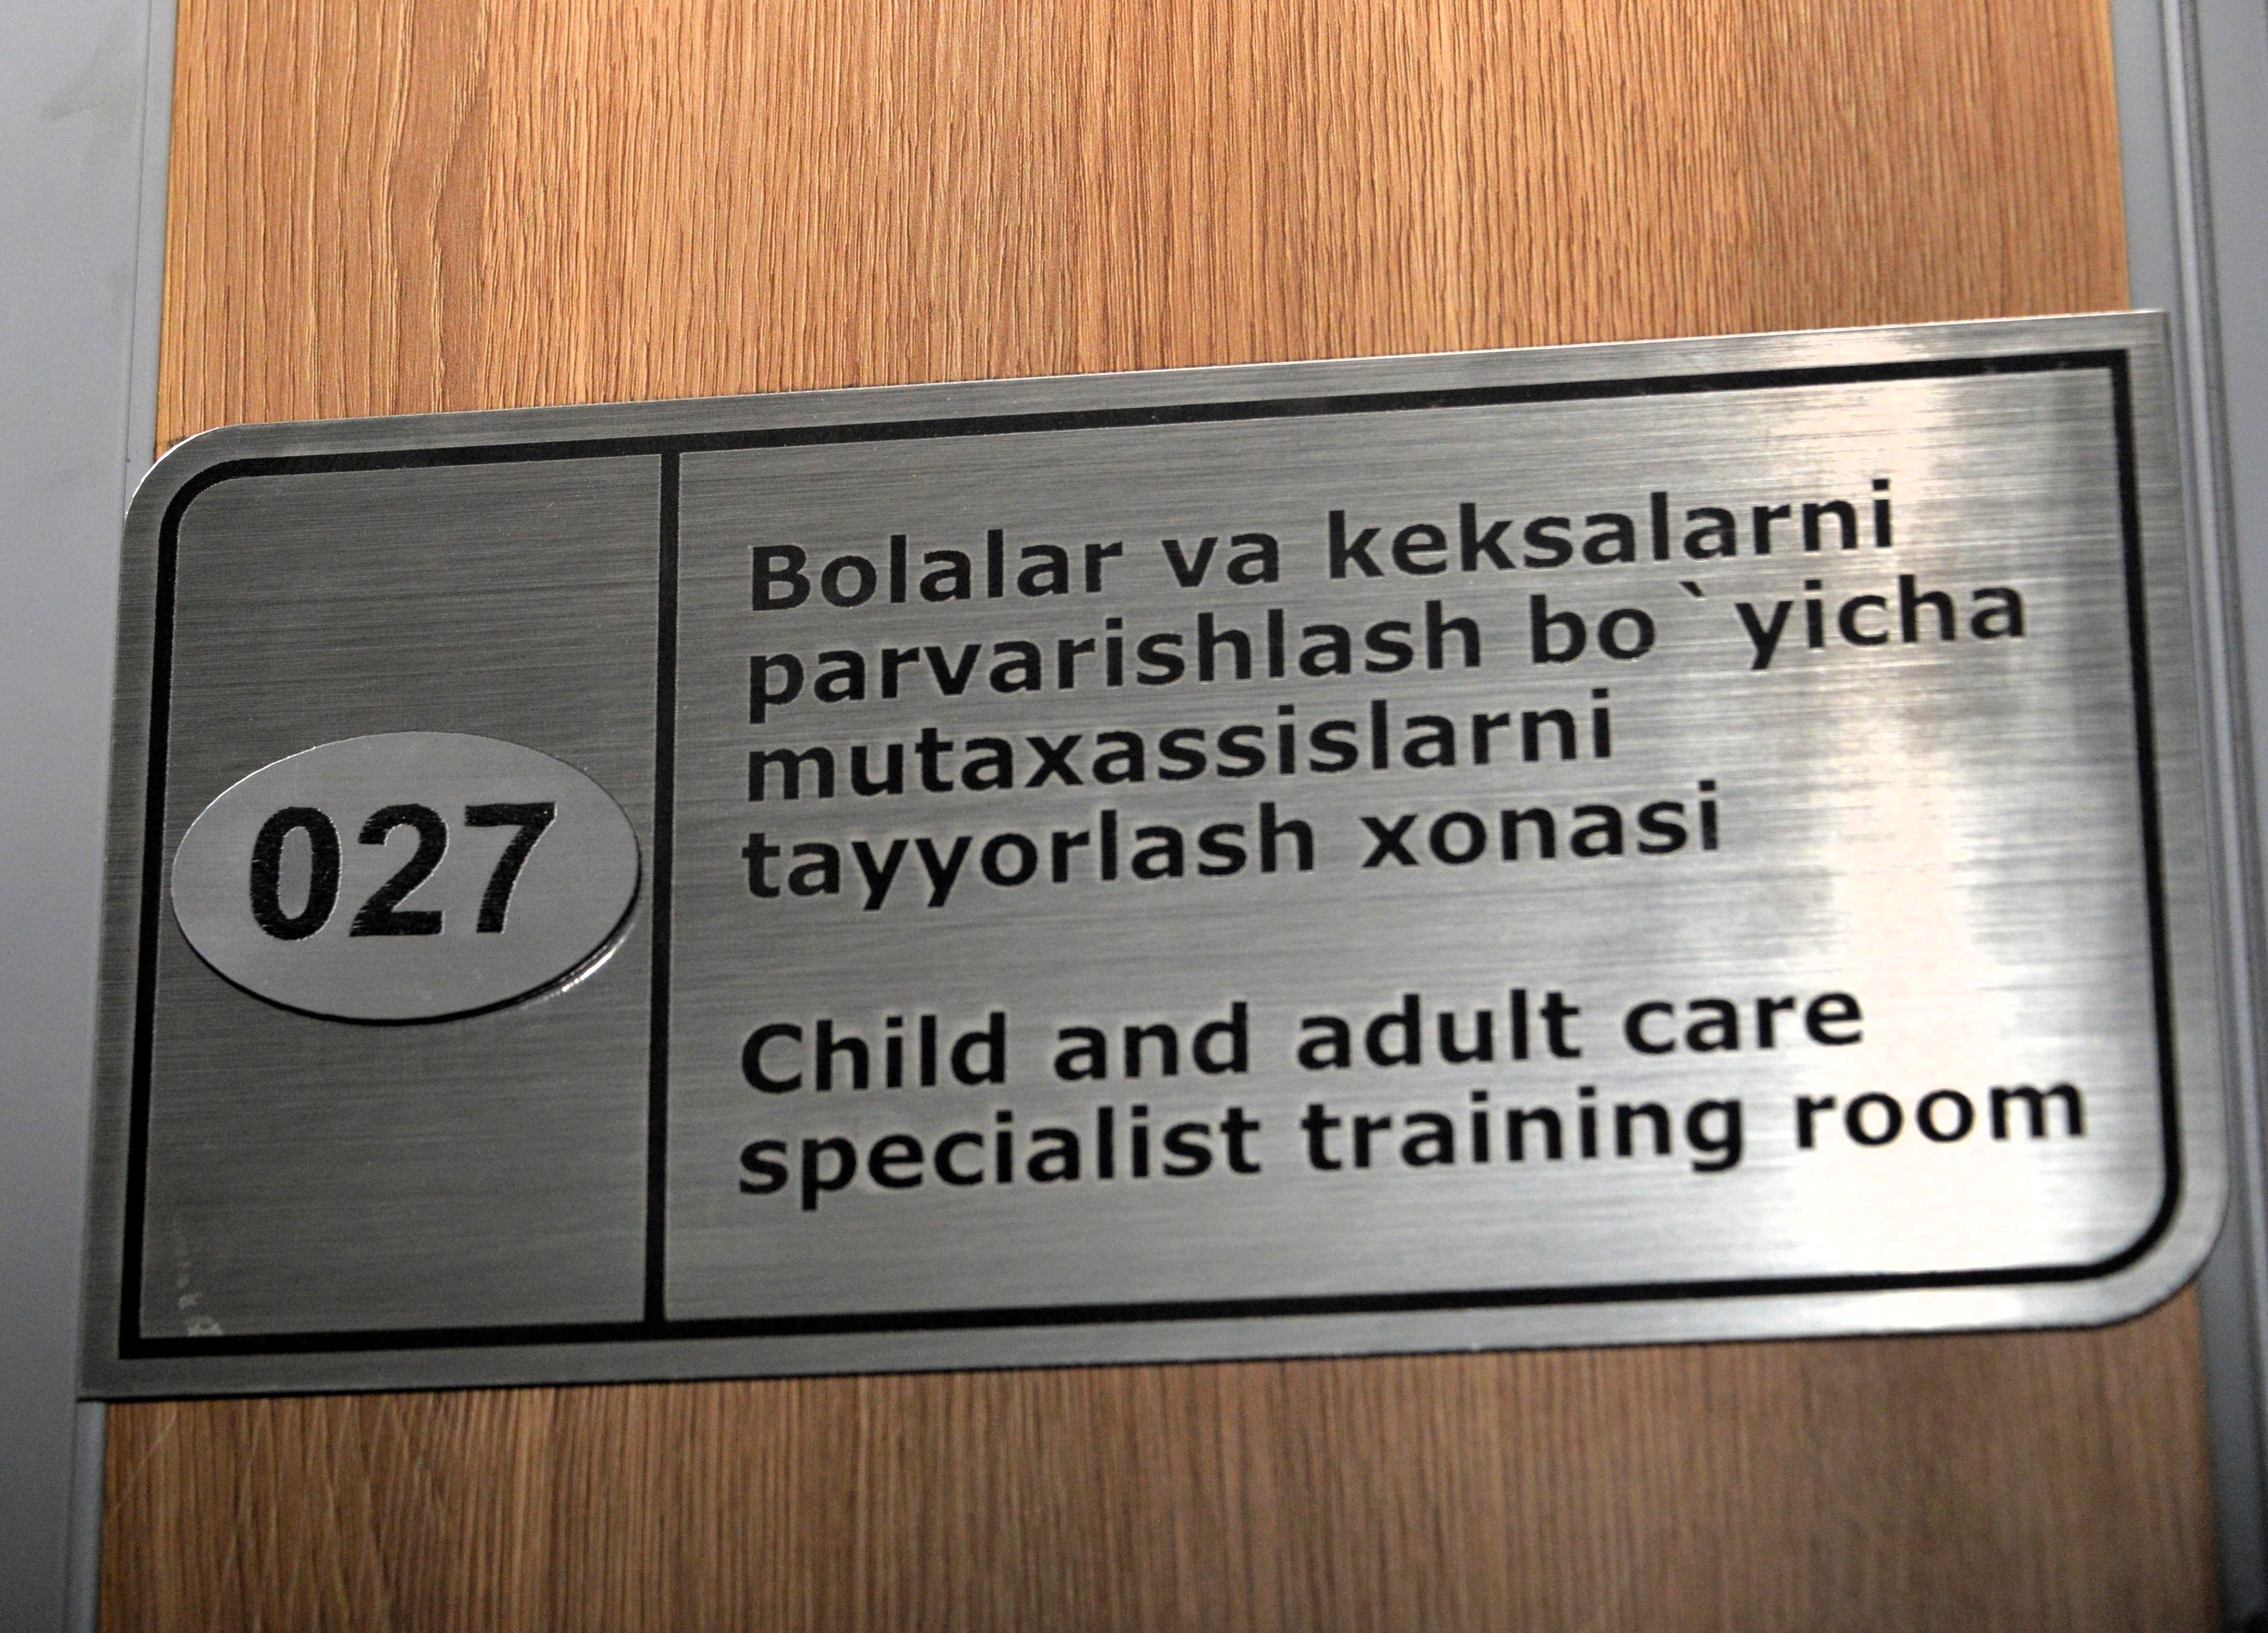 027
Bolalar va keksalarni
parvarishlash bo`yicha
mutaxassislarni
tayyorlash xonasi
Child and adult care
specialist training room